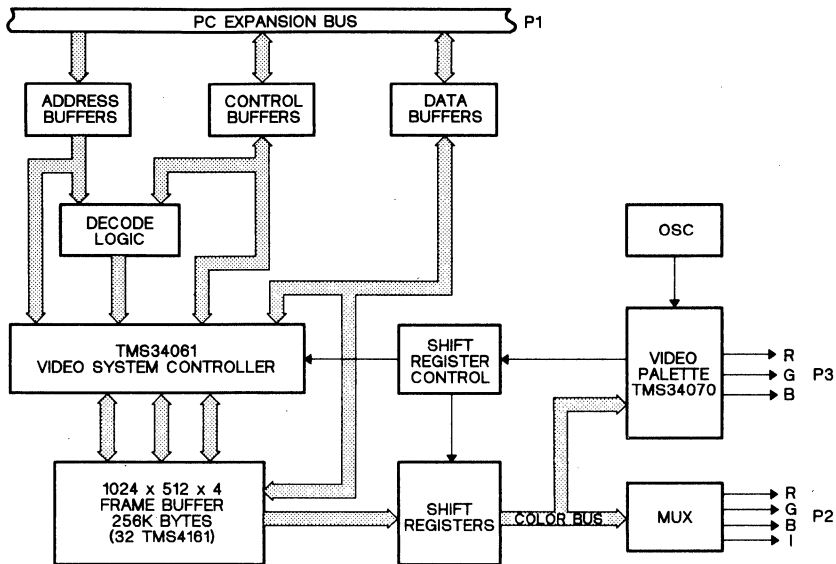 PC EXPANSION BUS
P1
ADDRESS
BUFFERS
CONTROL
BUFFERS
DATA
BUFFERS
DECODE
LOGIC
OSC
TMS34061
VIDEO SYSTEM CONTROLLER
SHIFT
REGISTER
CONTROL
VIDEO
PALETTE
TMS34070
R
G
B
P3
1024 x 512 x 4
FRAME BUFFER
256K BYTES
(32 TMS4161)
SHIFT
REGISTERS
COLOR BUS
MUX
R
G
B
I
P2